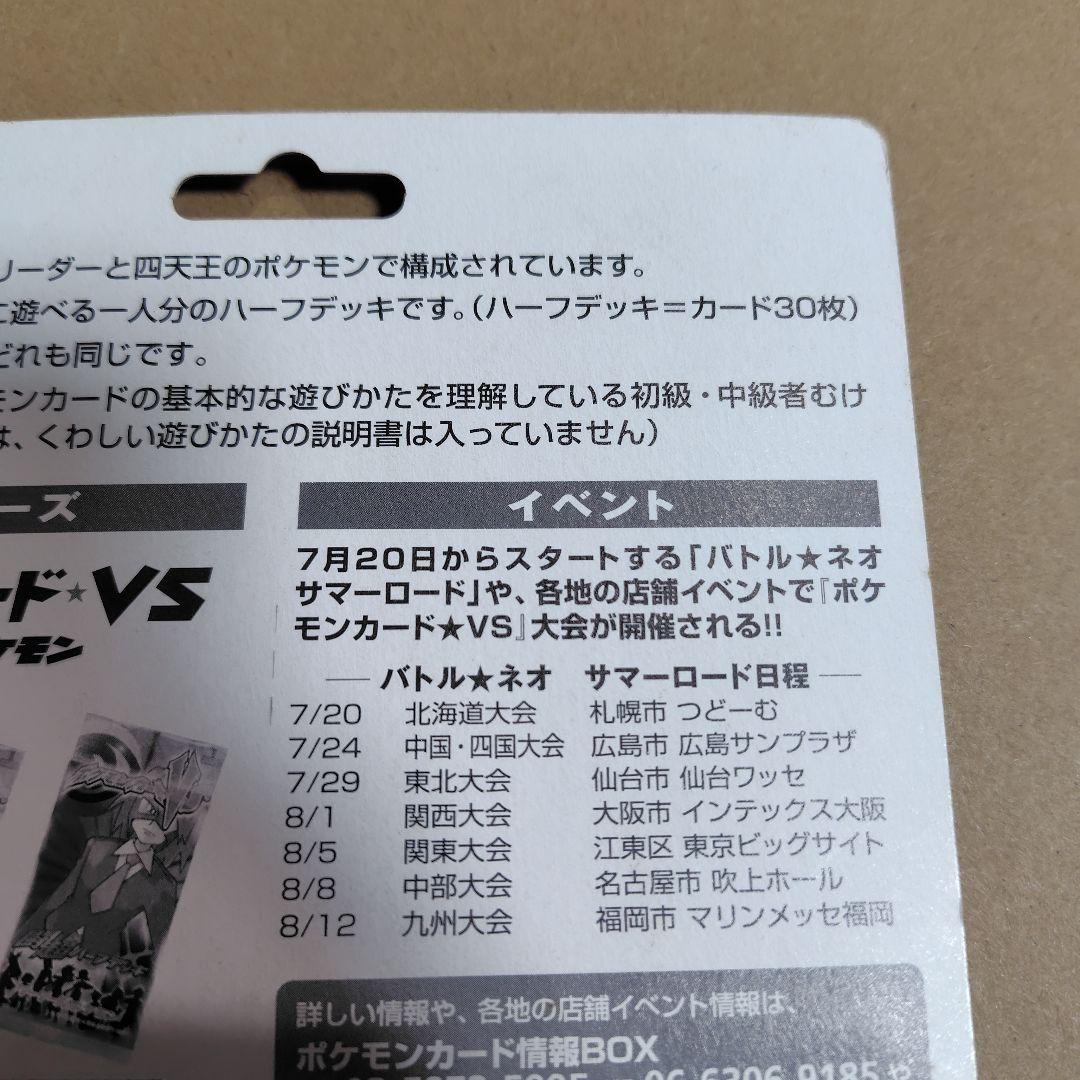 リーダーと四天王のポケモンで構成されています。
に遊べる一人分のハーフデッキです。(ハーフデッキ=カード30枚)
どれも同じです。
モンカードの基本的な遊びかたを理解している初級・中級者むけ
は、くわしい遊びかたの説明書は入っていません)
ーズ
ード★VS
ケモン
イベント
7月20日からスタートする「バトル★ネオ
サマーロード」や、各地の店舗イベントで『ポケ
モンカード★VS』大会が開催される!!
バトル★ネオ サマーロード日程
7/20 北海道大会 札幌市 つどーむ
7/24 中国・四国大会 広島市 広島サンプラザ
7/29 東北大会 仙台市 仙台ワッセ
8/1 関西大会 大阪市 インテックス大阪
8/5 関東大会 江東区 東京ビッグサイト
8/8 中部大会 名古屋市 吹上ホール
8/12 九州大会 福岡市 マリンメッセ福岡
詳しい情報や、各地の店舗イベント情報は、
ポケモンカード情報BOX
06-6306-9185や